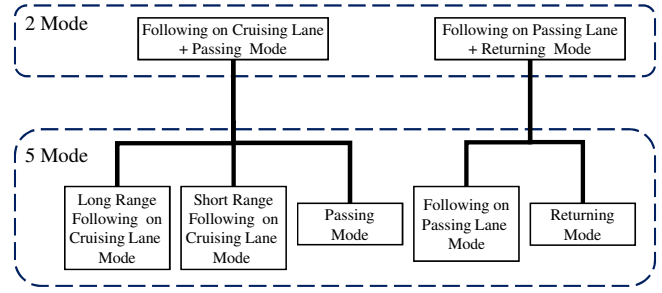 2 Mode
Following on Cruising Lane
+ Passing Mode
Following on Passing Lane
+ Returning Mode
5 Mode
Long Range
Following on
Cruising Lane
Mode
Short Range
Following on
Cruising Lane
Mode
Passing
Mode
Following on
Passing Lane
Mode
Returning
Mode